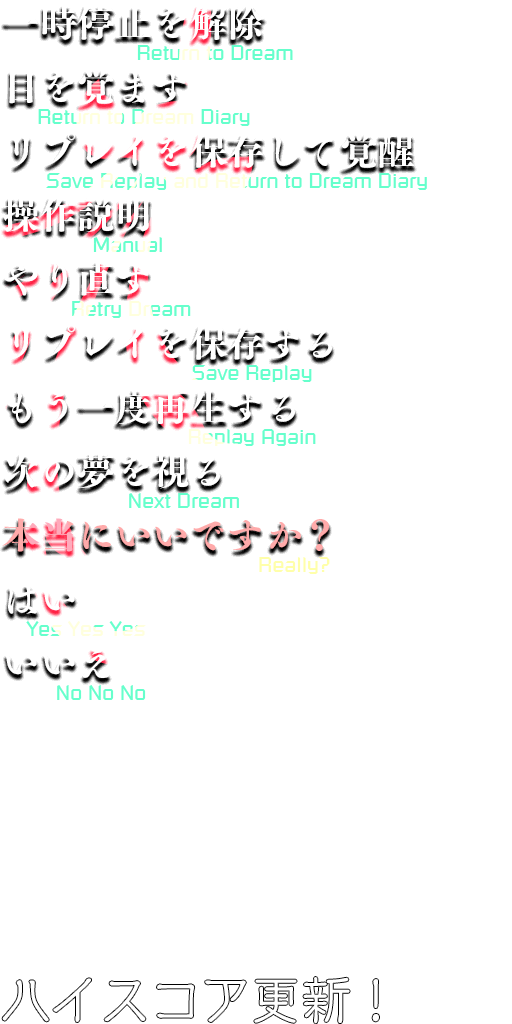 一時停止を解除
Return to Dream
目を覚ます
Return to Dream Diary
リプレイを保存して覚醒
Save Replay and Return to Dream Diary
操作説明
Manual
やり直す
Retry Dream
リプレイを保存する
Save Replay
もう一度再生する
Replay Again
次の夢を視る
Next Dream
本当にいいですか？
Really?
はい
Yes Yes Yes
いいえ
No No No
ハイスコア更新！